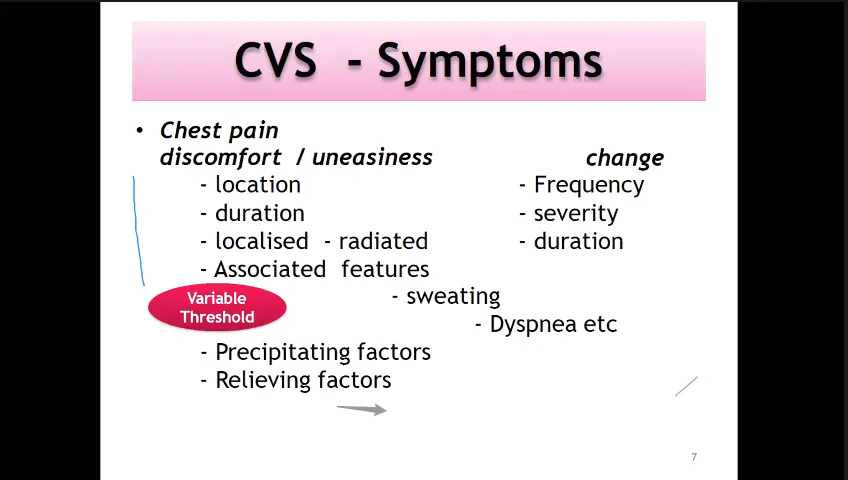 CVS - Symptoms
• Chest pain
discomfort / uneasiness change
- location - Frequency
- duration - severity
- localised - radiated - duration
- Associated features
Variable
Threshold
- sweating
- Dyspnea etc
- Precipitating factors
- Relieving factors
7